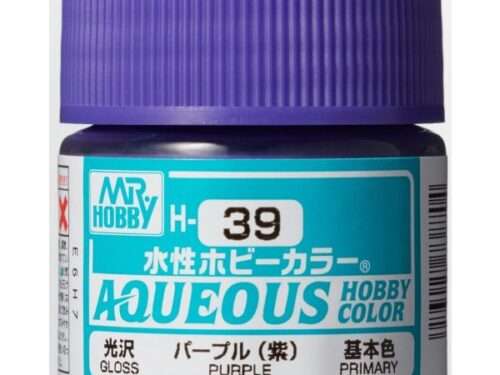 MR HOBBY
H-39
水性ホビーカラー®
AQUEOUS HOBBY COLOR
光沢 パープル(紫) 基本色
GLOSS PURPLE PRIMARY
E6H7